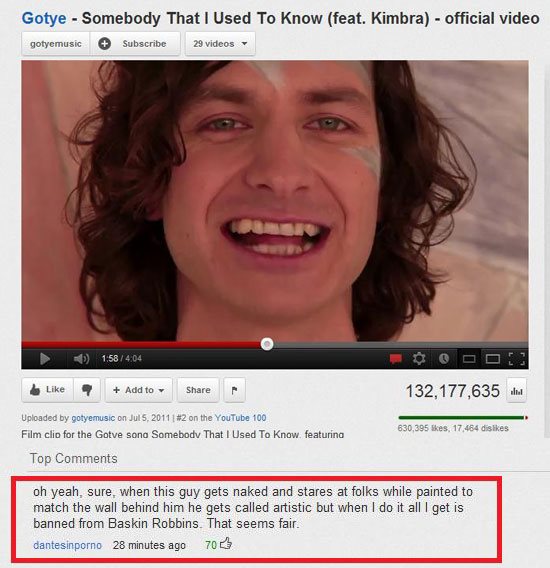 Gotye - Somebody That I Used To Know (feat. Kimbra) - official video
gotyemusic Subscribe 29 videos
1:58 / 4:04
Like + Add to Share 132,177,635
Uploaded by gotyemusic on Jul 5, 2011 | #2 on the YouTube 100
630,395 likes, 17,464 dislikes
Film clip for the Gotye song Somebody That I Used To Know, featuring
Top Comments
oh yeah, sure, when this guy gets naked and stares at folks while painted to
match the wall behind him he gets called artistic but when I do it all I get is
banned from Baskin Robbins. That seems fair.
dantesinporno 28 minutes ago 70